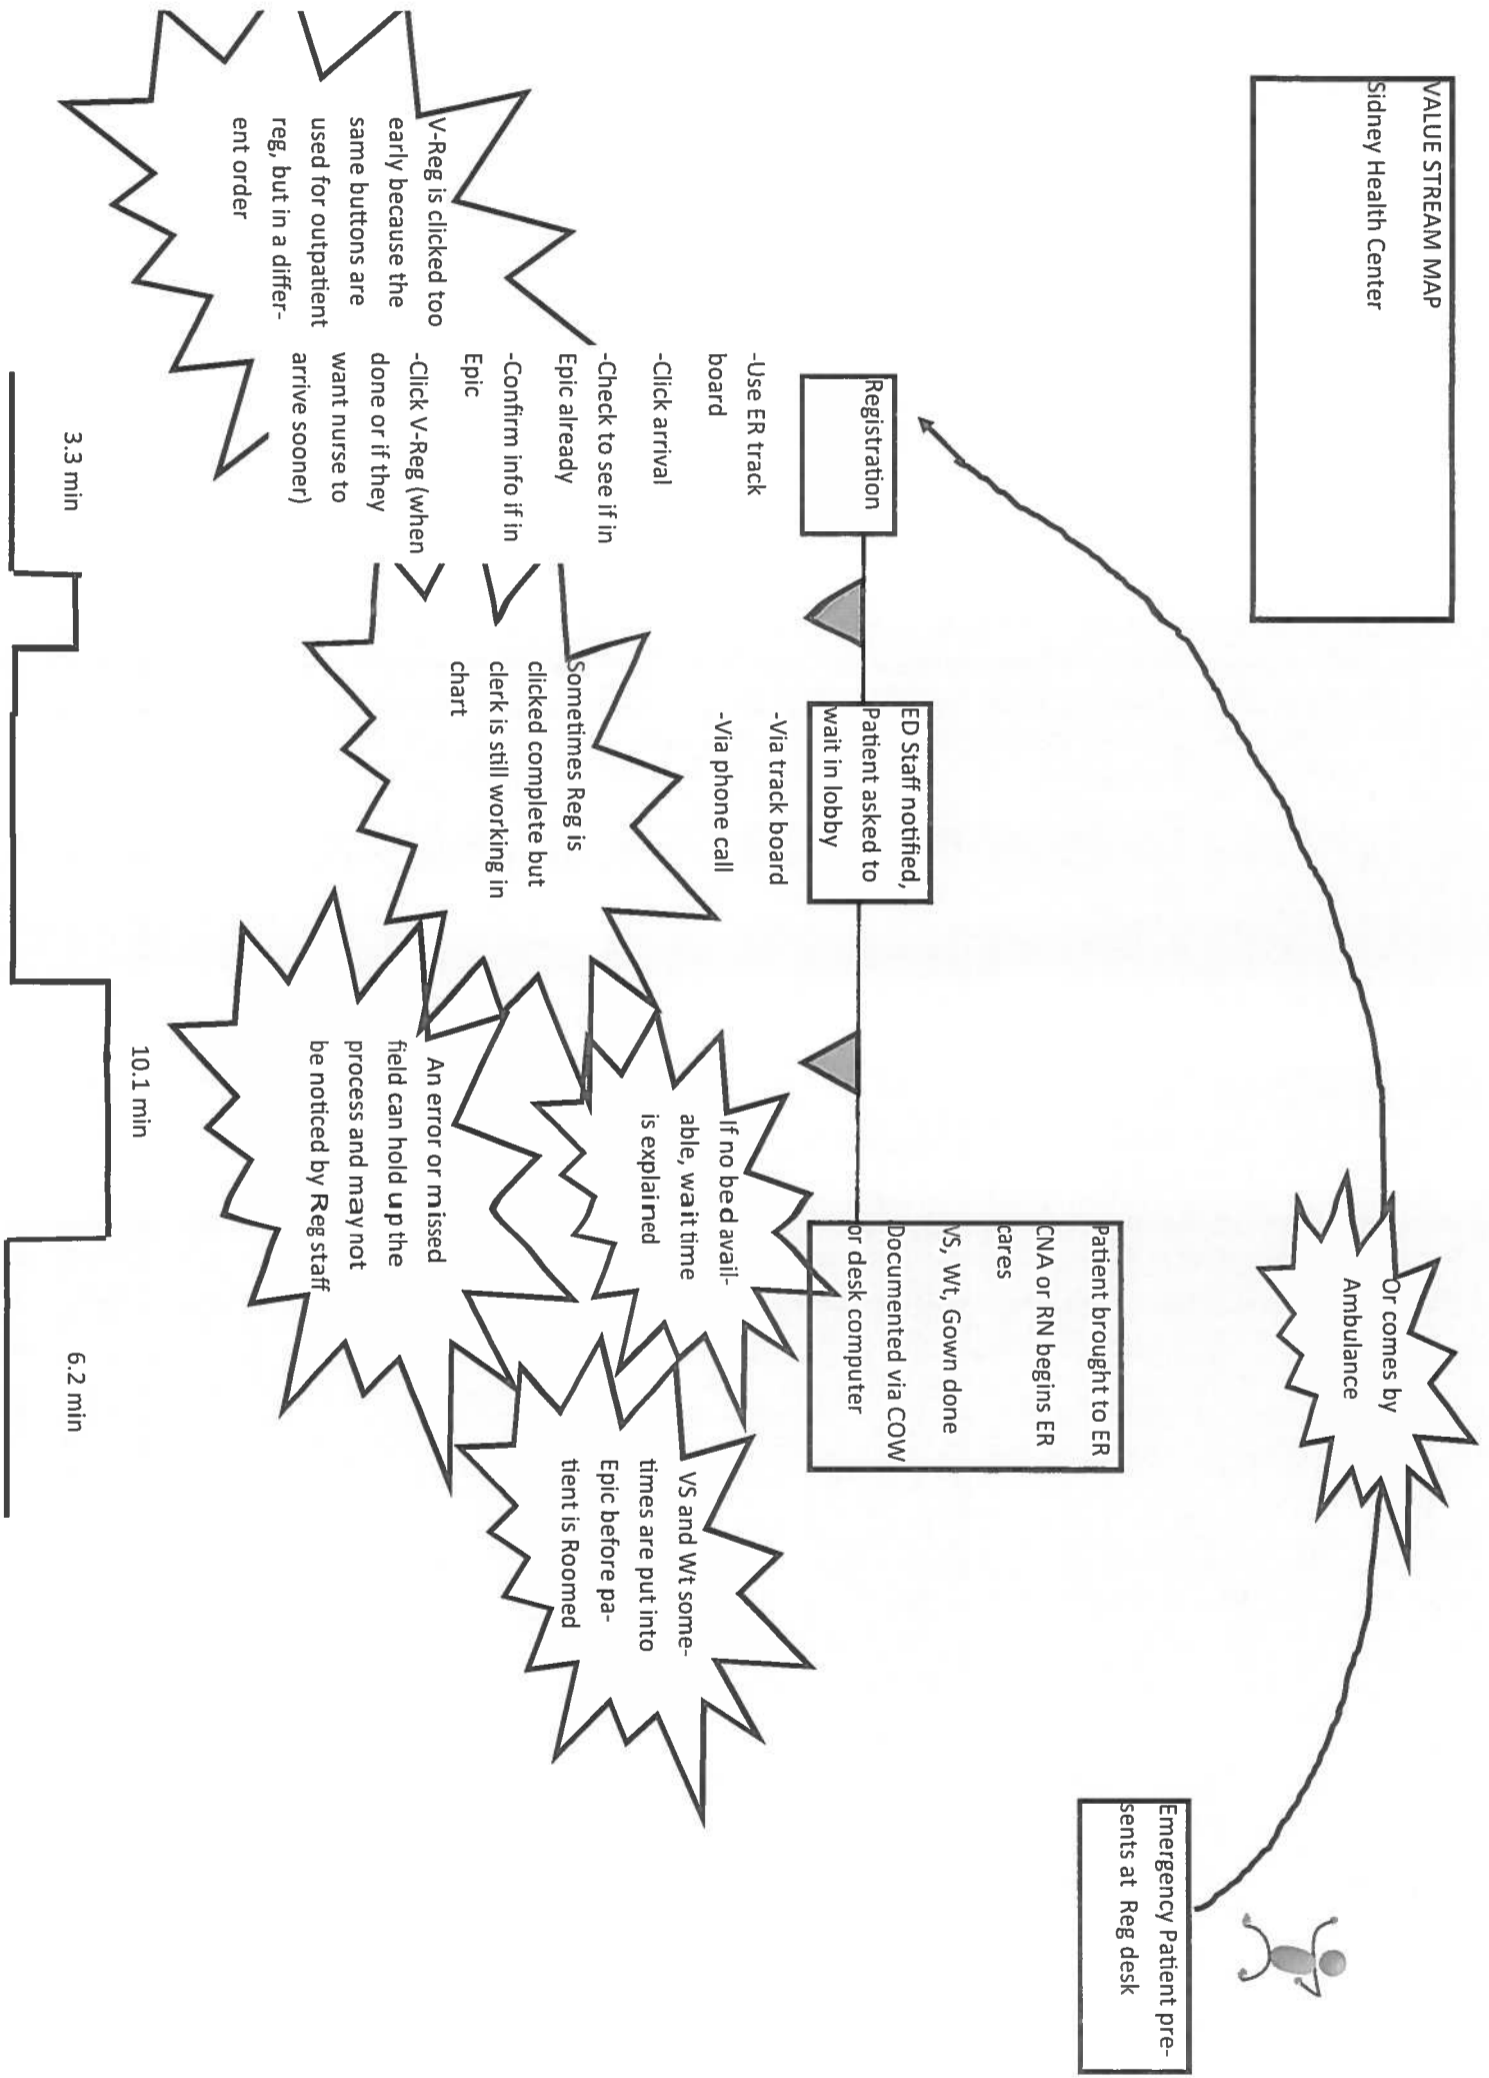 VALUE STREAM MAP
Sidney Health Center
Or comes by
Ambulance
Emergency Patient pre-
sents at Reg desk
Registration
ED Staff notified,
Patient asked to
wait in lobby
Patient brought to ER
CNA or RN begins ER
cares
VS, Wt, Gown done
Documented via COW
or desk computer
-Use ER track
board
-Click arrival
-Check to see if in
Epic already
-Confirm info if in
Epic
-Click V-Reg (when
done or if they
want nurse to
arrive sooner)
-Via track board
-Via phone call
V-Reg is clicked too
early because the
same buttons are
used for outpatient
reg, but in a differ-
ent order
Sometimes Reg is
clicked complete but
clerk is still working in
chart
If no bed avail-
able, wait time
is explained
An error or missed
field can hold up the
process and may not
be noticed by Reg staff
VS and Wt some-
times are put into
Epic before pa-
tient is Roomed
3.3 min
10.1 min
6.2 min